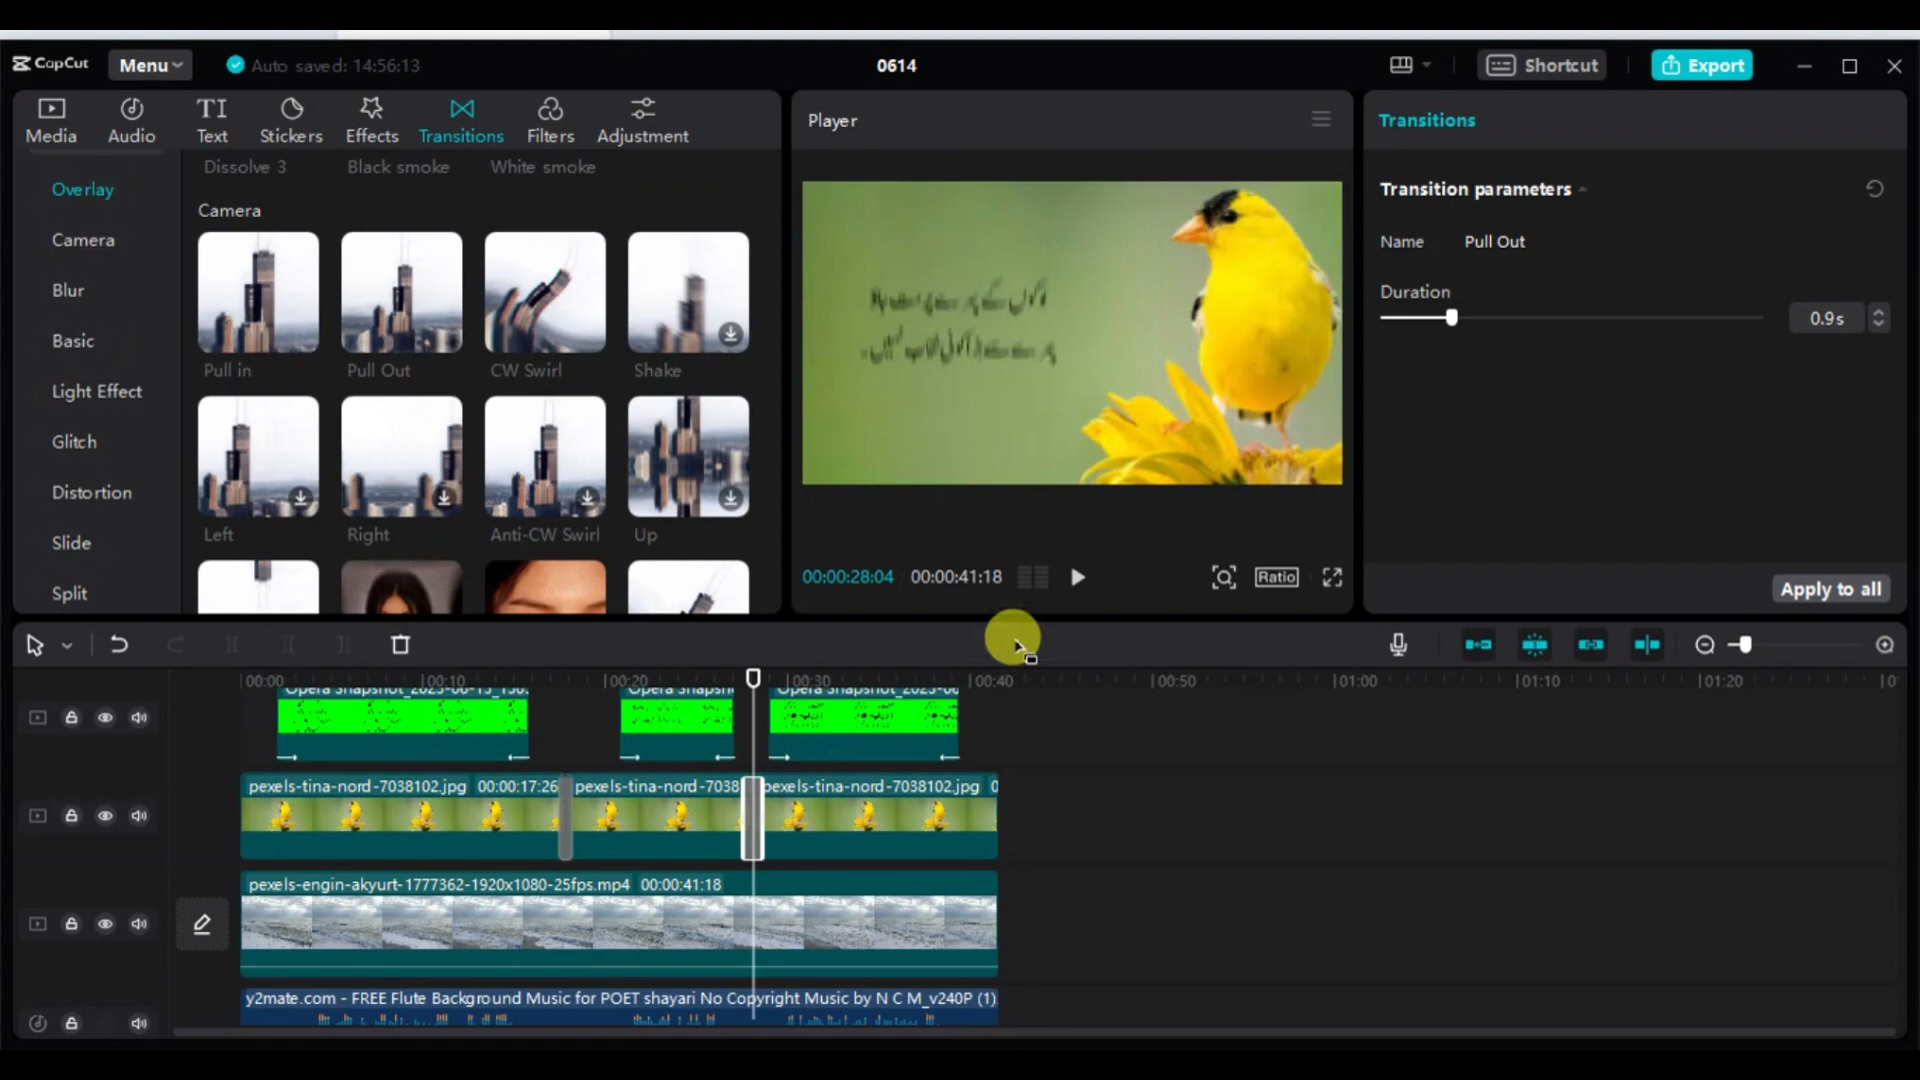 CapCut
Menu
Auto saved: 14:56:13
0614
Shortcut
Export
Media
Audio
Text
Stickers
Effects
Transitions
Filters
Adjustment
Player
Transitions
Dissolve 3
Black smoke
White smoke
Overlay
Camera
Blur
Basic
Light Effect
Glitch
Distortion
Slide
Split
Camera
Pull in
Pull Out
CW Swirl
Shake
Left
Right
Anti-CW Swirl
Up
00:00:28:04 00:00:41:18
Ratio
Transition parameters
Name Pull Out
Duration
0.9s
Apply to all
00:00
00:10
00:20
00:30
00:40
00:50
01:00
01:10
01:20
Opera Snapshot_2023-06-13_150
Opera Snapsh
Opera Snapshot_2023-06
pexels-tina-nord-7038102.jpg 00:00:17:26
pexels-tina-nord-7038
pexels-tina-nord-7038102.jpg 0
pexels-engin-akyurt-1777362-1920x1080-25fps.mp4 00:00:41:18
y2mate.com - FREE Flute Background Music for POET shayari No Copyright Music by N C M_v240P (1)